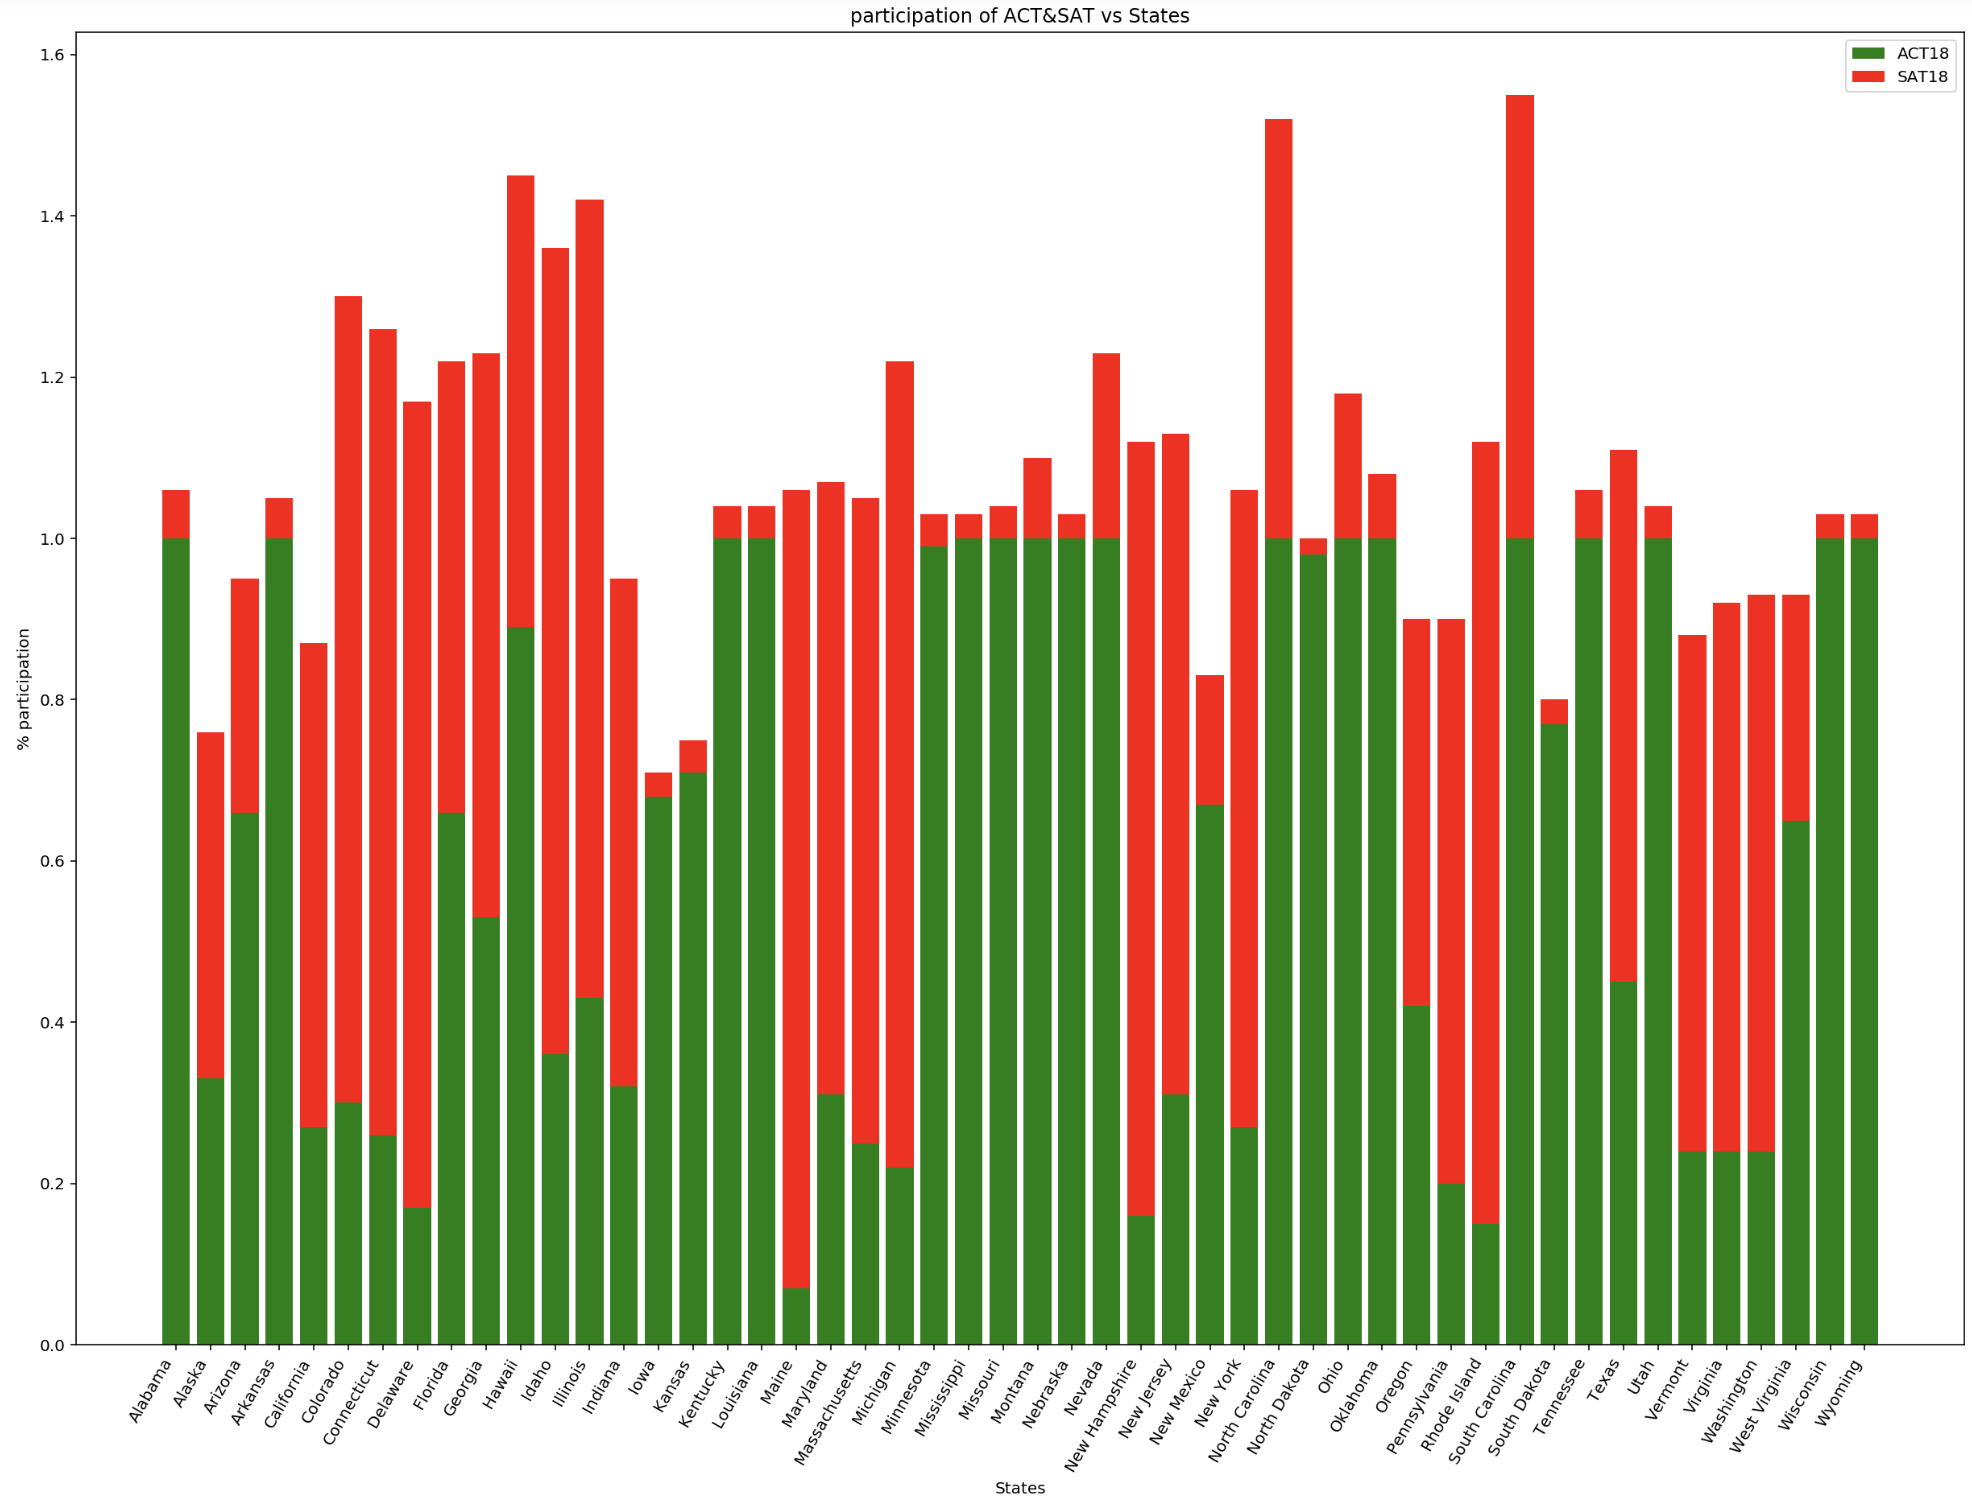 participation of ACT&SAT vs States
ACT18
SAT18
1.6
1.4
1.2
1.0
0.8
0.6
0.4
0.2
0.0
% participation
Alabama
Alaska
Arizona
Arkansas
California
Colorado
Connecticut
Delaware
Florida
Georgia
Hawaii
Idaho
Illinois
Indiana
Iowa
Kansas
Kentucky
Louisiana
Maine
Maryland
Massachusetts
Michigan
Minnesota
Mississippi
Missouri
Montana
Nebraska
Nevada
New Hampshire
New Jersey
New Mexico
New York
North Carolina
North Dakota
Ohio
Oklahoma
Oregon
Pennsylvania
Rhode Island
South Carolina
South Dakota
Tennessee
Texas
Utah
Vermont
Virginia
Washington
West Virginia
Wisconsin
Wyoming
States